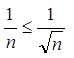 1/n ≤ 1/√n